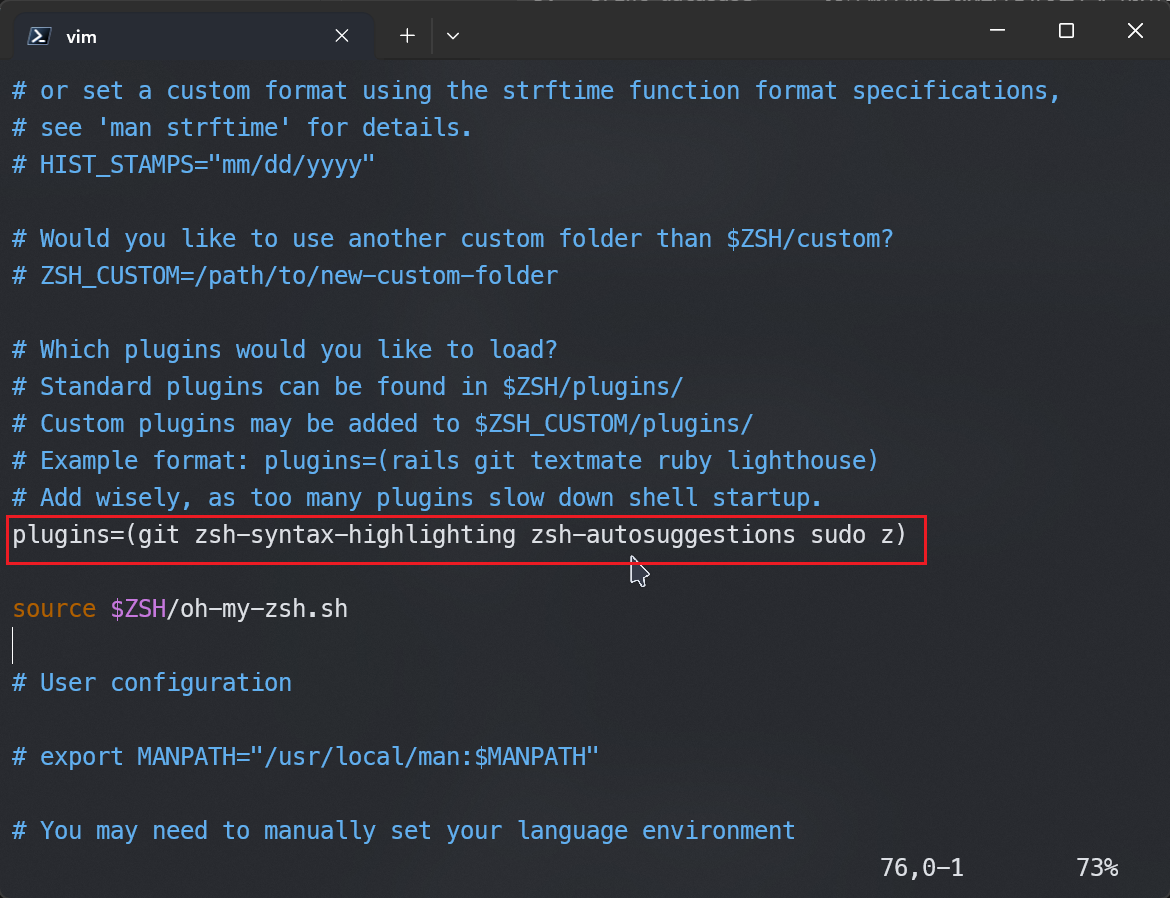 vim
# or set a custom format using the strftime function format specifications,
# see 'man strftime' for details.
# HIST_STAMPS="mm/dd/yyyy"
# Would you like to use another custom folder than $ZSH/custom?
# ZSH_CUSTOM=/path/to/new-custom-folder
# Which plugins would you like to load?
# Standard plugins can be found in $ZSH/plugins/
# Custom plugins may be added to $ZSH_CUSTOM/plugins/
# Example format: plugins=(rails git textmate ruby lighthouse)
# Add wisely, as too many plugins slow down shell startup.
plugins=(git zsh-syntax-highlighting zsh-autosuggestions sudo z)
source $ZSH/oh-my-zsh.sh
# User configuration
# export MANPATH="/usr/local/man:$MANPATH"
# You may need to manually set your language environment
76,0-1 73%